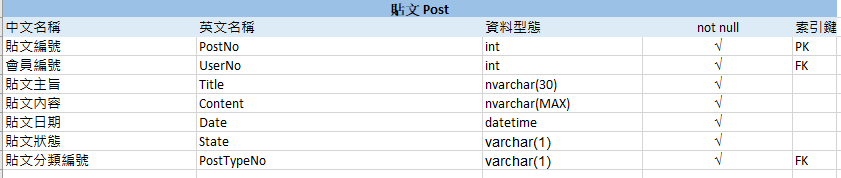 貼文 Post
中文名稱 英文名稱 資料型態 not null 索引鍵
貼文編號 PostNo int √ PK
會員編號 UserNo int √ FK
貼文主旨 Title nvarchar(30) √
貼文內容 Content nvarchar(MAX) √
貼文日期 Date datetime √
貼文狀態 State varchar(1) √
貼文分類編號 PostTypeNo varchar(1) √ FK